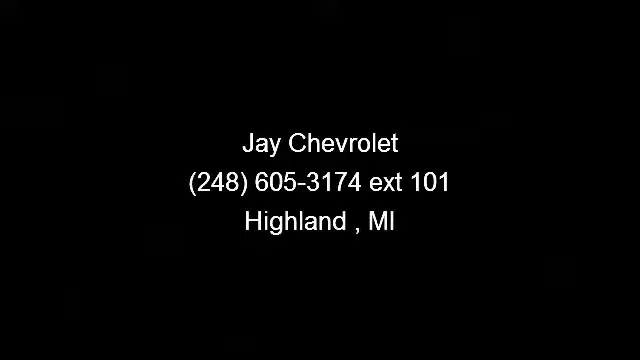 Jay Chevrolet
(248) 605-3174 ext 101
Highland , MI